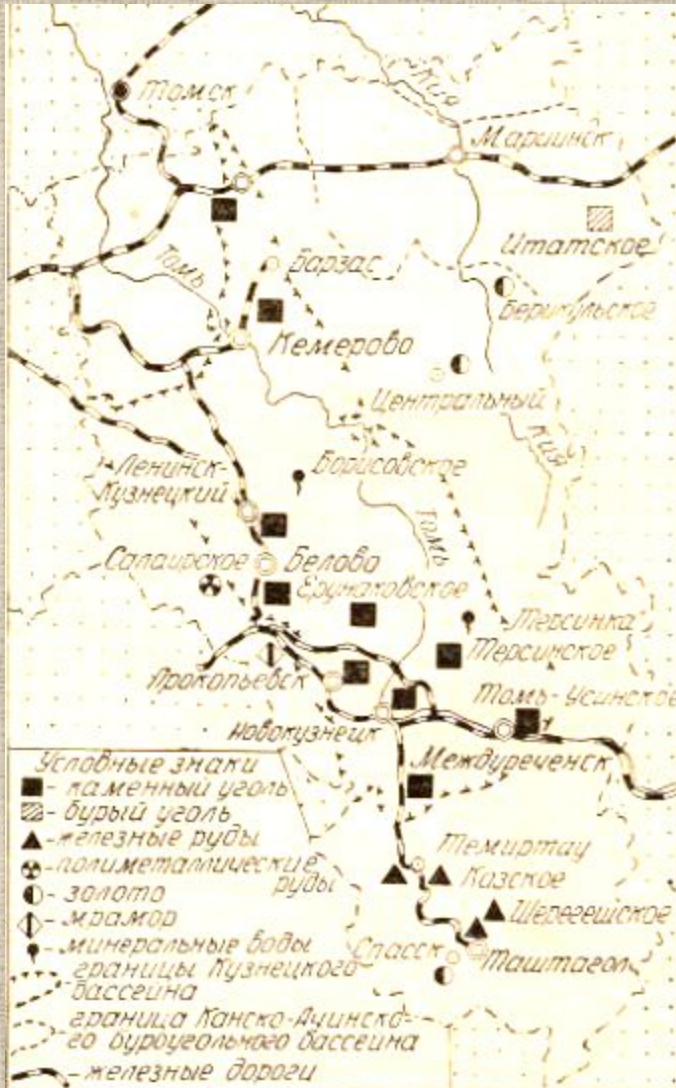 Томск
Кия
Мариинск
Итатское
Томь
Барзас
Берикульское
Кемерово
Центральный
Кия
Ленинск-
Кузнецкий
Борисовское
Томь
Салаирское
Белово
Ерунаковское
Терсинка
Терсинское
Прокопьевск
Томь-Усинское
Новокузнецк
Междуреченск
Темиртау
Казское
Шерегешское
Спасск
Таштагол
Условные знаки
- каменный уголь
- бурый уголь
- железные руды
- полиметаллические
руды
- золото
- мрамор
- минеральные воды
границы Кузнецкого
бассейна
граница Канско-Ачинско-
го буроугольного бассейна
- железные дороги